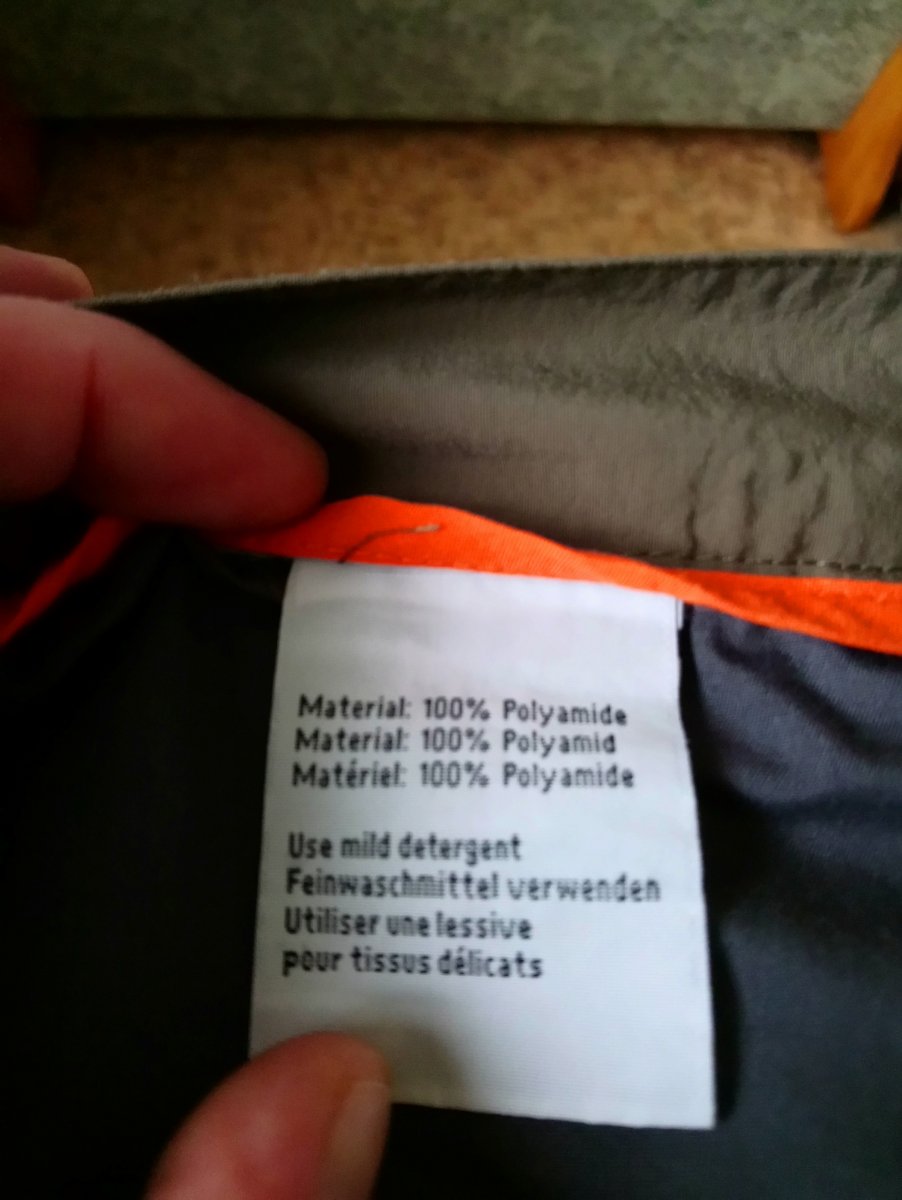 Material: 100% Polyamide
Material: 100% Polyamid
Matériel: 100% Polyamide
Use mild detergent
Feinwaschmittel verwenden
Utiliser une lessive
pour tissus délicats